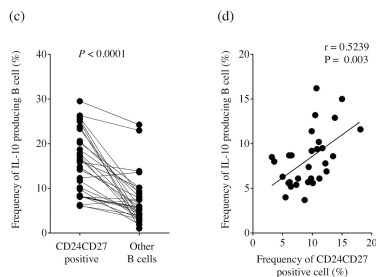 (c)
P < 0.0001
Frequency of IL-10 producing B cell (%)
40
30
20
10
0
CD24CD27
positive
Other
B cells
(d)
r = 0.5239
P = 0.003
Frequency of IL-10 producing B cell (%)
20
15
10
5
0
0
5
10
15
20
Frequency of CD24CD27
positive cell (%)